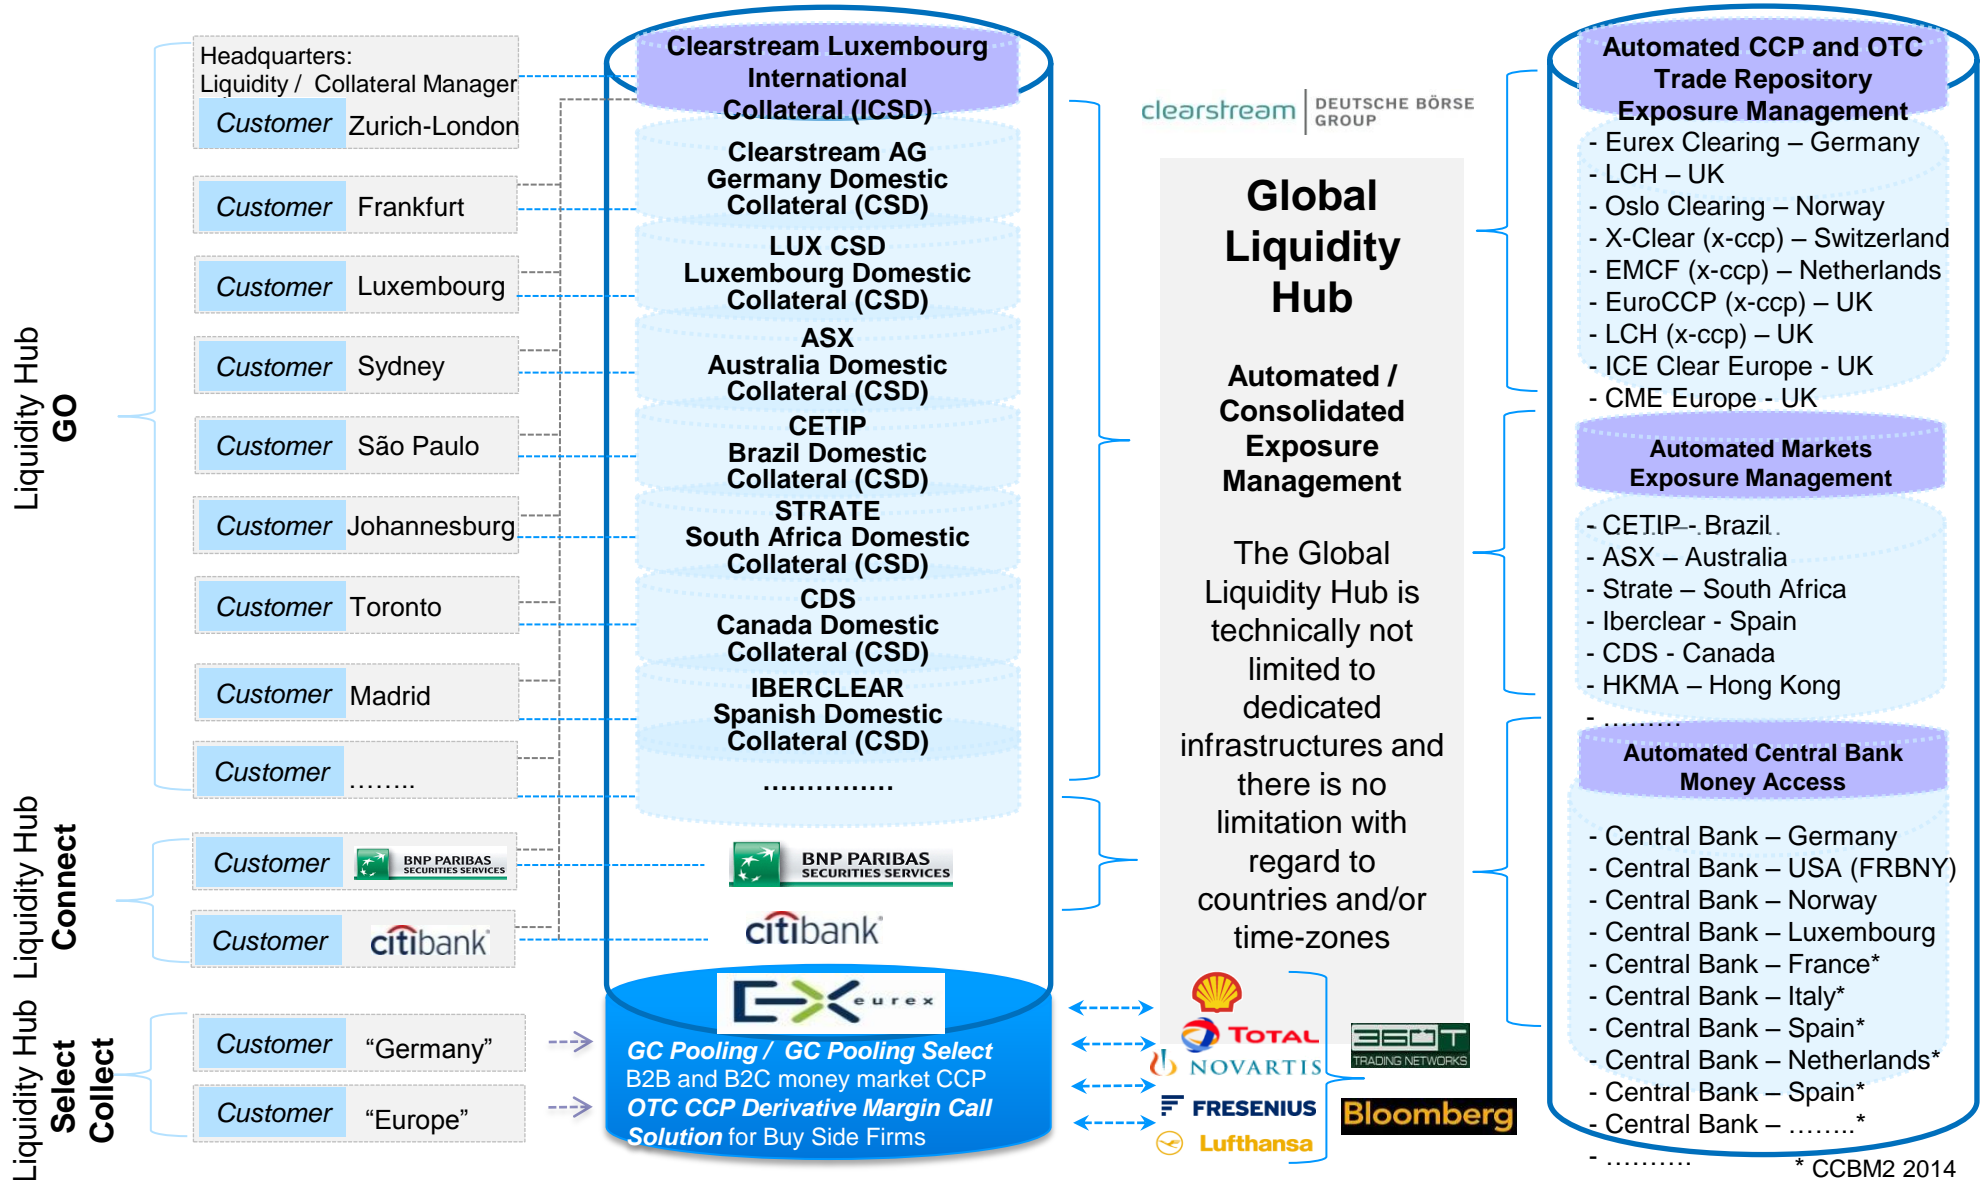 Liquidity Hub
GO
Headquarters:
Liquidity / Collateral Manager
Customer Zurich-London
Customer Frankfurt
Customer Luxembourg
Customer Sydney
Customer São Paulo
Customer Johannesburg
Customer Toronto
Customer Madrid
Customer ........
Liquidity Hub
Connect
Customer BNP PARIBAS
SECURITIES SERVICES
Customer citibank
Liquidity Hub
Select
Collect
Customer “Germany”
Customer “Europe”
Clearstream Luxembourg
International
Collateral (ICSD)
Clearstream AG
Germany Domestic
Collateral (CSD)
LUX CSD
Luxembourg Domestic
Collateral (CSD)
ASX
Australia Domestic
Collateral (CSD)
CETIP
Brazil Domestic
Collateral (CSD)
STRATE
South Africa Domestic
Collateral (CSD)
CDS
Canada Domestic
Collateral (CSD)
IBERCLEAR
Spanish Domestic
Collateral (CSD)
...............
BNP PARIBAS
SECURITIES SERVICES
citibank
EX eurex
GC Pooling / GC Pooling Select
B2B and B2C money market CCP
OTC CCP Derivative Margin Call
Solution for Buy Side Firms
clearstream DEUTSCHE BÖRSE
GROUP
Global
Liquidity
Hub
Automated /
Consolidated
Exposure
Management
The Global
Liquidity Hub is
technically not
limited to
dedicated
infrastructures and
there is no
limitation with
regard to
countries and/or
time-zones
TOTAL
NOVARTIS
FRESENIUS
Lufthansa
360T
TRADING NETWORKS
Bloomberg
Automated CCP and OTC
Trade Repository
Exposure Management
- Eurex Clearing – Germany
- LCH – UK
- Oslo Clearing – Norway
- X-Clear (x-ccp) – Switzerland
- EMCF (x-ccp) – Netherlands
- EuroCCP (x-ccp) – UK
- LCH (x-ccp) – UK
- ICE Clear Europe - UK
- CME Europe - UK
Automated Markets
Exposure Management
- CETIP - Brazil
- ASX – Australia
- Strate – South Africa
- Iberclear - Spain
- CDS - Canada
- HKMA – Hong Kong
- .........
Automated Central Bank
Money Access
- Central Bank – Germany
- Central Bank – USA (FRBNY)
- Central Bank – Norway
- Central Bank – Luxembourg
- Central Bank – France*
- Central Bank – Italy*
- Central Bank – Spain*
- Central Bank – Netherlands*
- Central Bank – Spain*
- Central Bank – ........*
- ..........
* CCBM2 2014